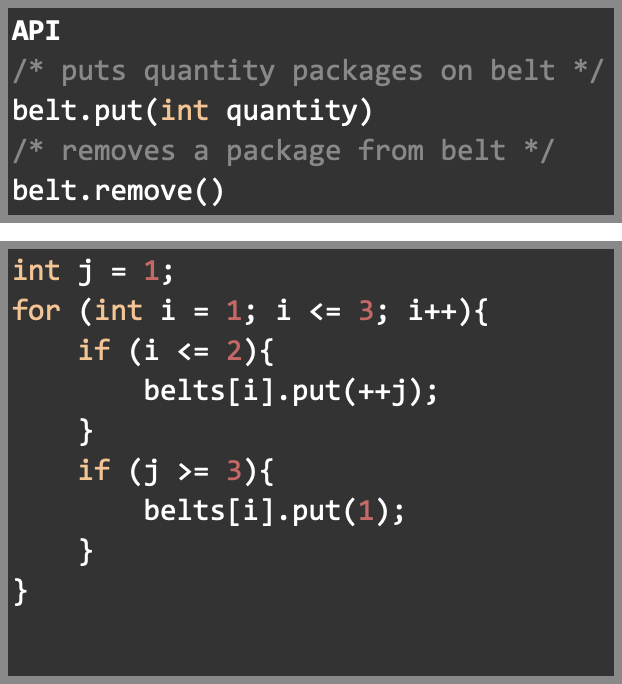 API
/* puts quantity packages on belt */
belt.put(int quantity)
/* removes a package from belt */
belt.remove()
int j = 1;
for (int i = 1; i <= 3; i++){
    if (i <= 2){
        belts[i].put(++j);
    }
    if (j >= 3){
        belts[i].put(1);
    }
}